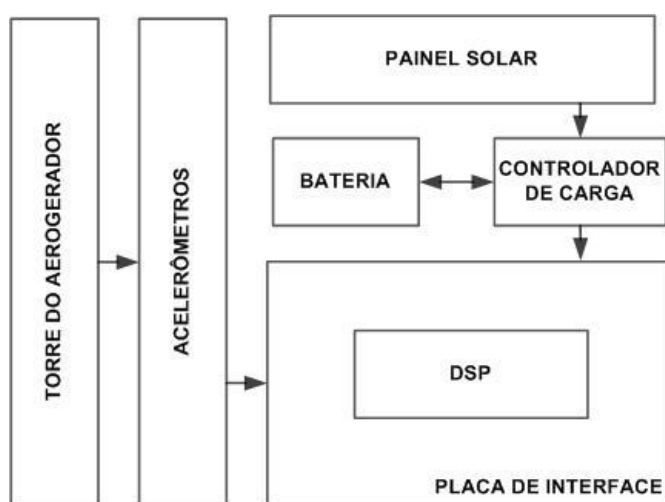 TORRE DO AEROGERADOR
ACELERÔMETROS
PAINEL SOLAR
BATERIA
CONTROLADOR
DE CARGA
DSP
PLACA DE INTERFACE